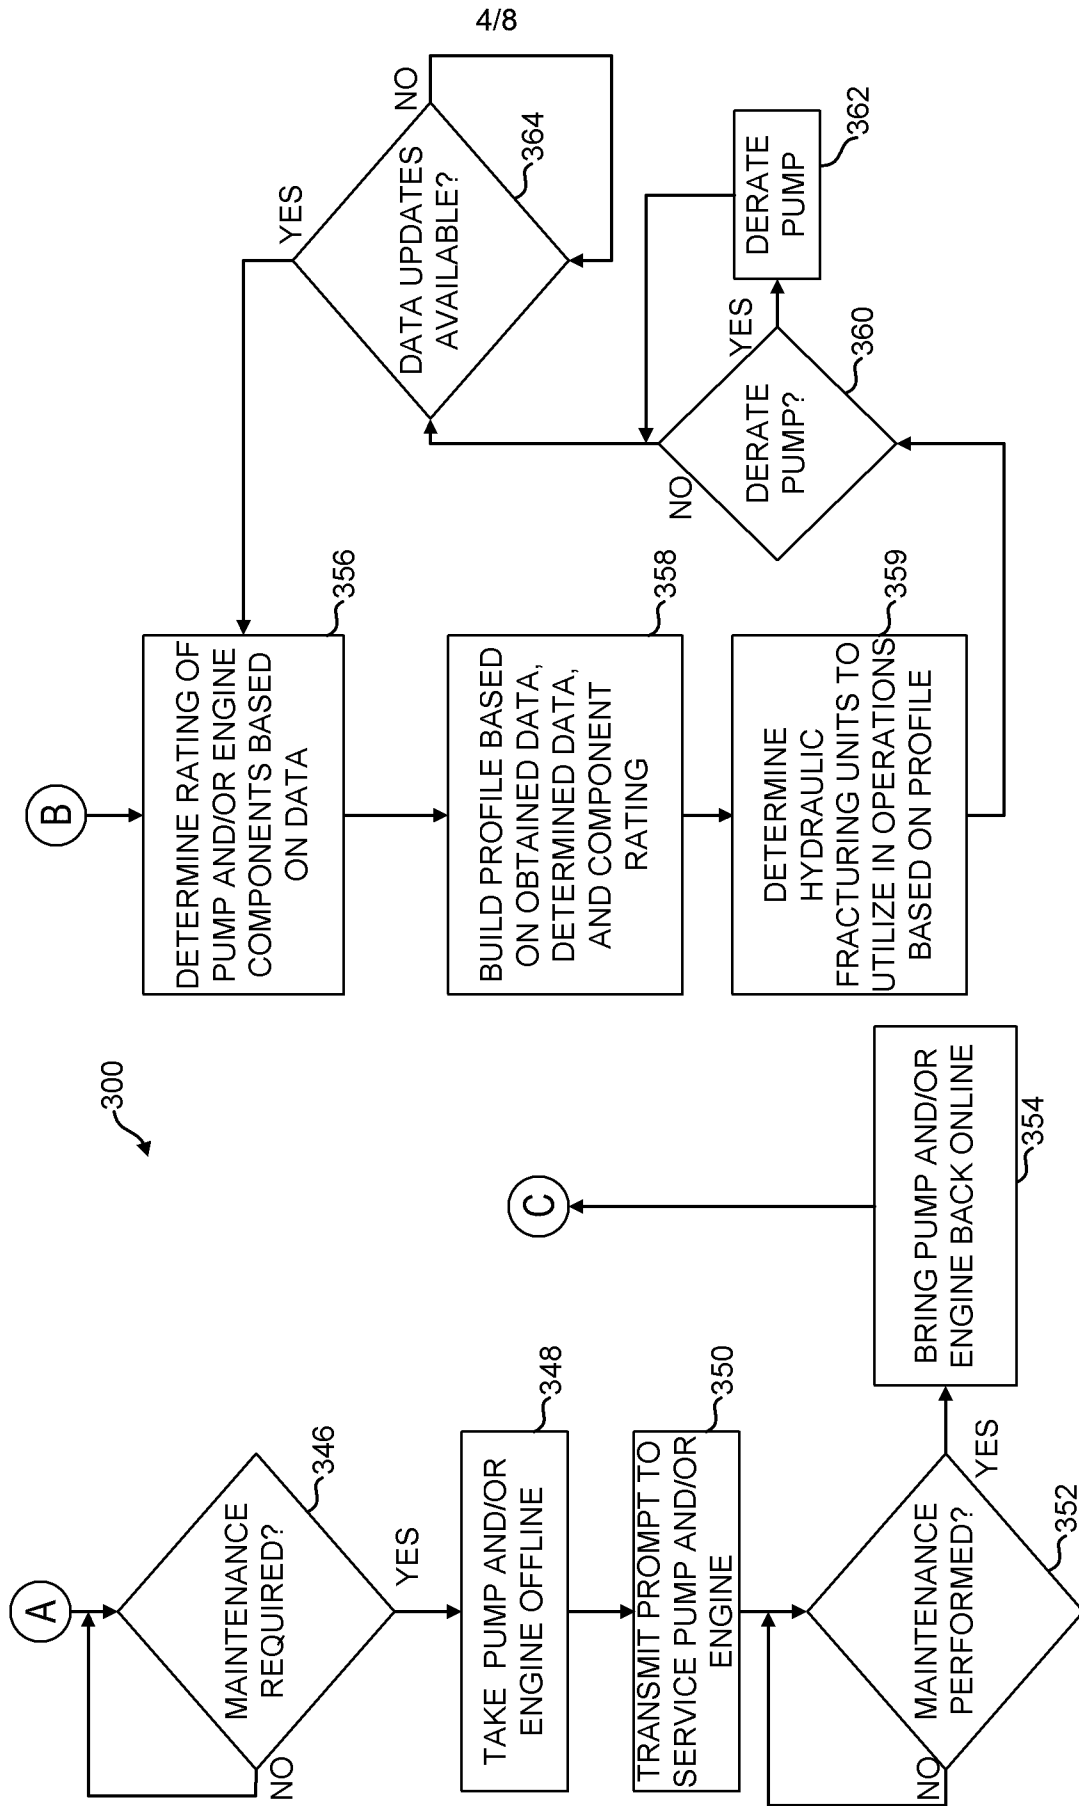 4/8
300
A
MAINTENANCE
REQUIRED?
346
NO
YES
TAKE PUMP AND/OR
ENGINE OFFLINE
348
TRANSMIT PROMPT TO
SERVICE PUMP AND/OR
ENGINE
350
MAINTENANCE
PERFORMED?
352
NO
YES
BRING PUMP AND/OR
ENGINE BACK ONLINE
354
C
B
DETERMINE RATING OF
PUMP AND/OR ENGINE
COMPONENTS BASED
ON DATA
356
BUILD PROFILE BASED
ON OBTAINED DATA,
DETERMINED DATA,
AND COMPONENT
RATING
358
DETERMINE
HYDRAULIC
FRACTURING UNITS TO
UTILIZE IN OPERATIONS
BASED ON PROFILE
359
DERATE
PUMP?
360
NO
YES
DERATE
PUMP
362
DATA UPDATES
AVAILABLE?
364
YES
NO